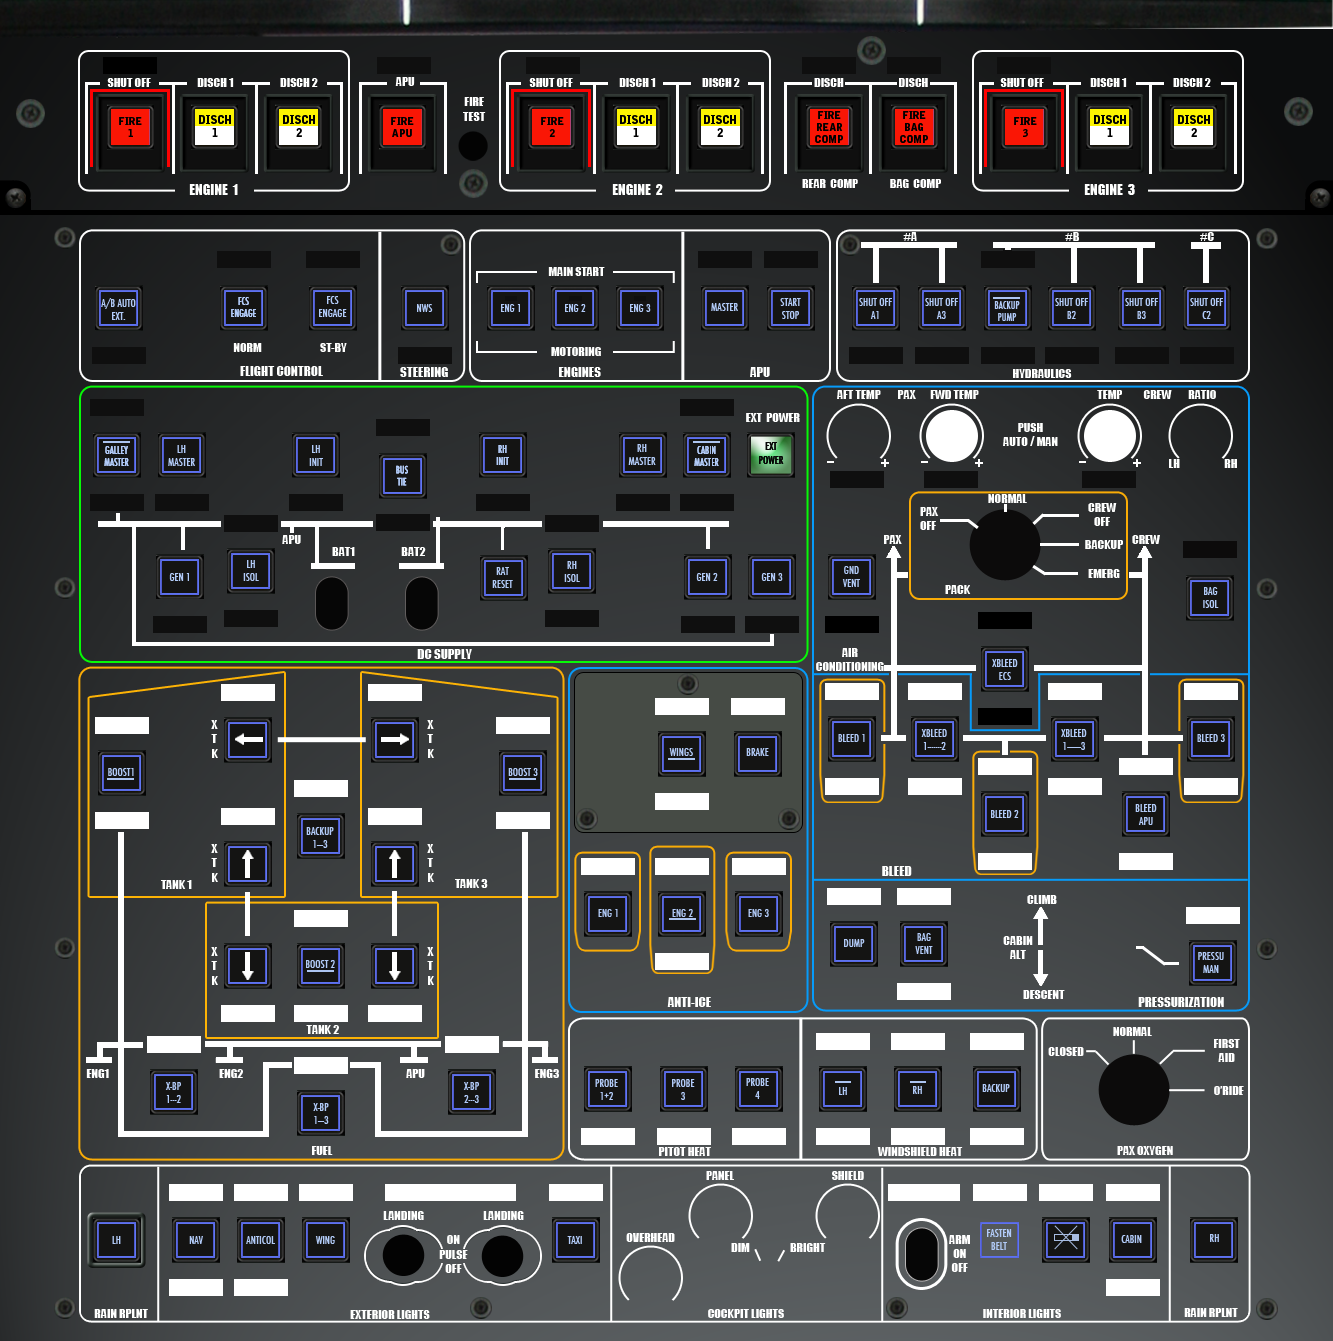 SHUT OFF DISCH 1 DISCH 2
FIRE 1
DISCH 1
DISCH 2
ENGINE 1
APU
FIRE APU
FIRE
TEST
SHUT OFF DISCH 1 DISCH 2
FIRE 2
DISCH 1
DISCH 2
ENGINE 2
DISCH DISCH
FIRE REAR COMP
FIRE BAG COMP
REAR COMP BAG COMP
SHUT OFF DISCH 1 DISCH 2
FIRE 3
DISCH 1
DISCH 2
ENGINE 3
A/B AUTO
EXT.
FCS
ENGAGE
NORM
FCS
ENGAGE
ST-BY
FLIGHT CONTROL
NWS
STEERING
MAIN START
ENG 1 ENG 2 ENG 3
MOTORING
ENGINES
MASTER
START
STOP
APU
#A #B #C
SHUT OFF
A1
SHUT OFF
A3
BACKUP
PUMP
SHUT OFF
B2
SHUT OFF
B3
SHUT OFF
C2
HYDRAULICS
GALLEY
MASTER
LH
MASTER
LH
INIT
BUS
TIE
RH
INIT
RH
MASTER
CABIN
MASTER
EXT POWER
EXT
POWER
APU
BAT1
BAT2
GEN 1
LH
ISOL
RAT
RESET
RH
ISOL
GEN 2
GEN 3
DC SUPPLY
AFT TEMP PAX FWD TEMP
TEMP CREW RATIO
PUSH
AUTO / MAN
- +
- +
- +
LH RH
NORMAL
PAX
OFF
CREW
OFF
BACKUP
EMERG
PACK
PAX
CREW
GND
VENT
BAG
ISOL
AIR
CONDITIONING
XBLEED
ECS
BLEED 1
XBLEED
1-----2
XBLEED
1-----3
BLEED 3
BLEED 2
BLEED
APU
BLEED
XTK
XTK
BOOST1
BOOST 3
BACKUP
1--3
XTK
XTK
TANK 1
TANK 3
XTK
BOOST 2
XTK
TANK 2
ENG1 ENG2 APU ENG3
X-BP
1--2
X-BP
1--3
X-BP
2--3
FUEL
WINGS
BRAKE
ENG 1 ENG 2 ENG 3
ANTI-ICE
DUMP
BAG
VENT
CLIMB
CABIN
ALT
DESCENT
PRESSU
MAN
PRESSURIZATION
PROBE
1+2
PROBE
3
PROBE
4
PITOT HEAT
LH
RH
BACKUP
WINDSHIELD HEAT
CLOSED
NORMAL
FIRST
AID
O'RIDE
PAX OXYGEN
LH
RAIN RPLNT
NAV
ANTICOL
WING
LANDING LANDING
ON
PULSE
OFF
TAXI
EXTERIOR LIGHTS
PANEL
SHIELD
OVERHEAD
DIM BRIGHT
COCKPIT LIGHTS
ARM
ON
OFF
FASTEN
BELT
CABIN
INTERIOR LIGHTS
RH
RAIN RPLNT